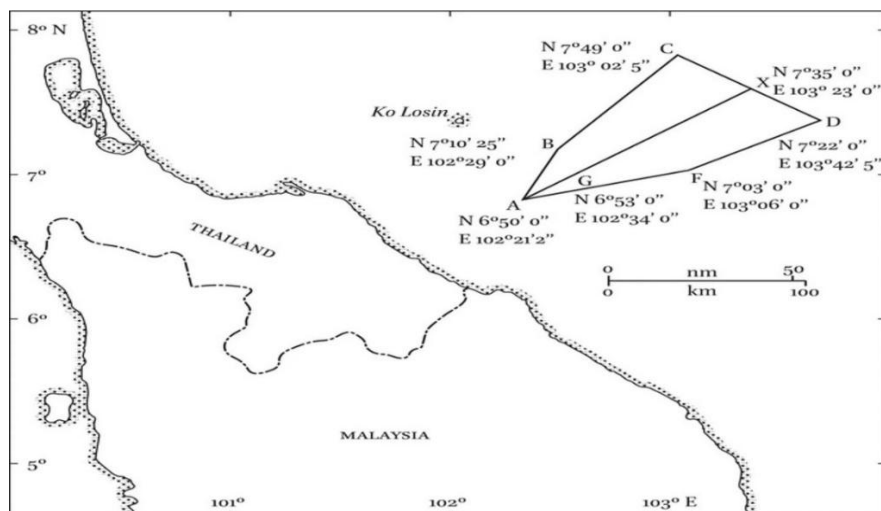 8° N
C
N 7°49' 0"
E 103° 02' 5"
X
N 7°35' 0"
E 103° 23' 0"
Ko Losin
N 7°10' 25"
E 102°29' 0"
B
D
N 7°22' 0"
E 103°42' 5"
7°
F
N 7°03' 0"
E 103°06' 0"
G
N 6°53' 0"
E 102°34' 0"
A
N 6°50' 0"
E 102°21'2"
THAILAND
0 nm 50
0 km 100
6°
MALAYSIA
5°
101° 102° 103° E